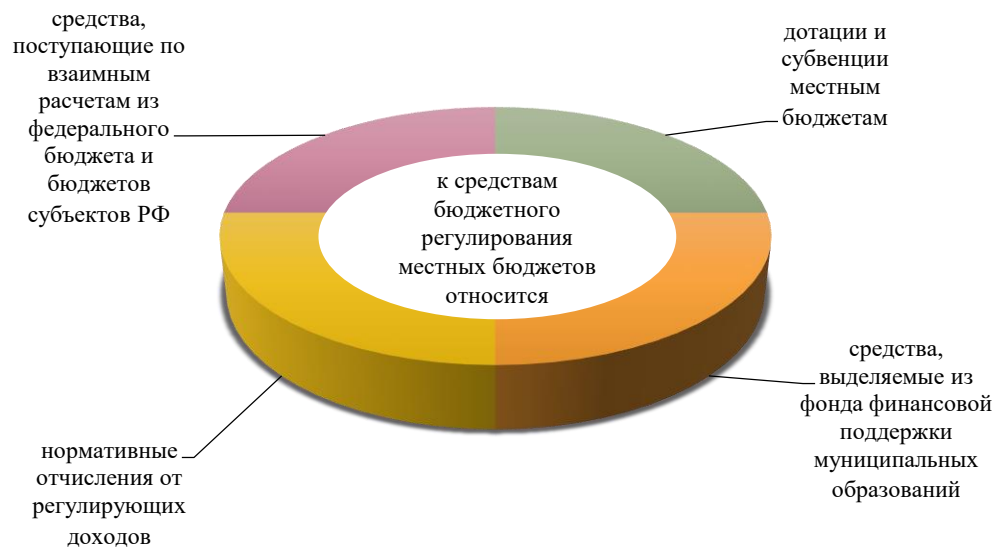 средства,
поступающие по
взаимным
расчетам из
федерального
бюджета и
бюджетов
субъектов РФ
дотации и
субвенции
местным
бюджетам
к средствам
бюджетного
регулирования
местных бюджетов
относится
средства,
выделяемые из
фонда финансовой
поддержки
муниципальных
образований
нормативные
отчисления от
регулирующих
доходов